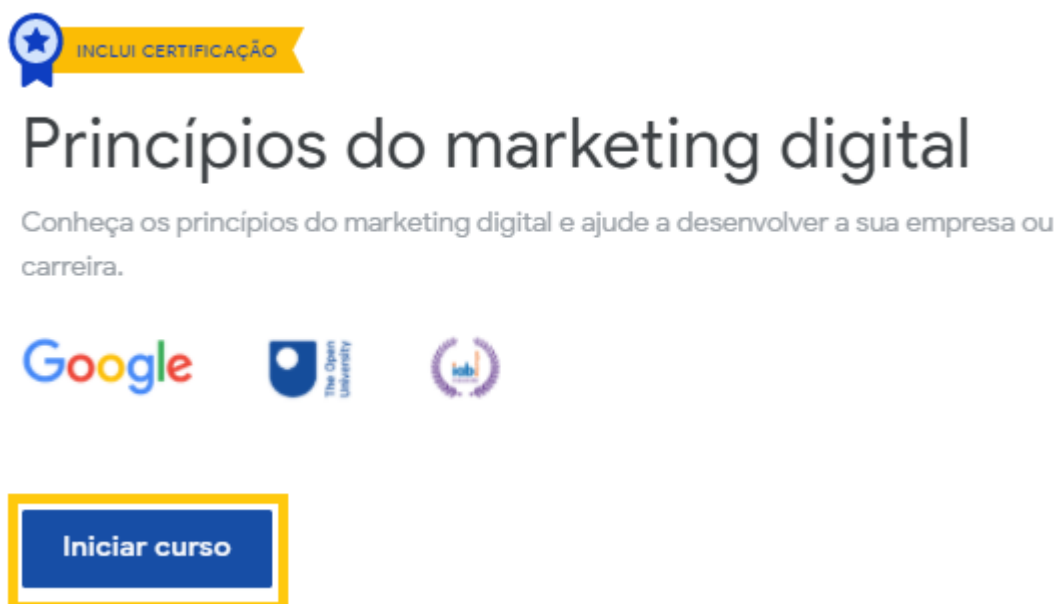 INCLUI CERTIFICAÇÃO
Princípios do marketing digital
Conheça os princípios do marketing digital e ajude a desenvolver a sua empresa ou
carreira.
Google
The Open
University
iab
Iniciar curso